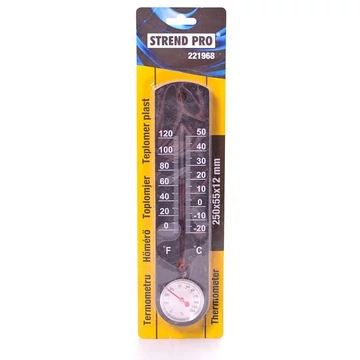 STREND PRO
221968
Teplomer plast
Toplomjer
Hőmérő
Termometru
120 50
100 40
80 30
60 20
40 10
20 0
0 -10
-20
°F °C
250x55x12 mm
Thermometer